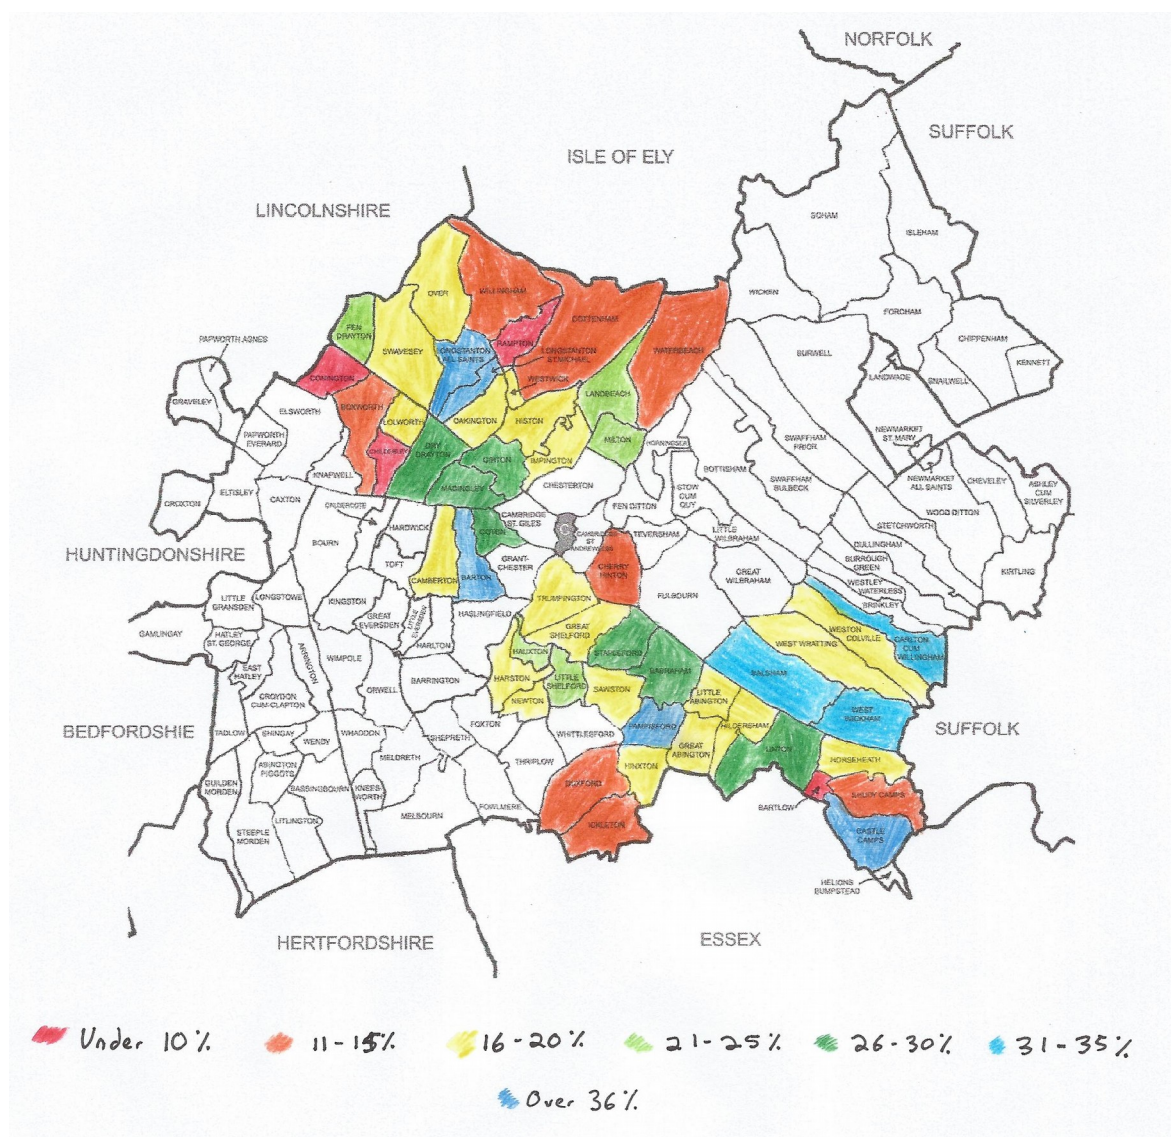 NORFOLK
SUFFOLK
ISLE OF ELY
LINCOLNSHIRE
SOHAM
ISLEHAM
WICKEN
FORDHAM
OVER
WILLINGHAM
COTTENHAM
RAMPTON
FEN
DRAYTON
SWAVESEY
LONGSTANTON
ALL SAINTS
LONGSTANTON
ST.MICHAEL
WESTWICK
WATERBEACH
BURWELL
CHIPPENHAM
KENNETT
SNAILWELL
LANDWADE
PAPWORTH AGNES
GRAVELEY
CONINGTON
ELSWORTH
BOXWORTH
LOLWORTH
OAKINGTON
HISTON
LANDBEACH
MILTON
IMPINGTON
PAPWORTH
EVERARD
CHILDERLEY
DRY
DRAYTON
GIRTON
MADINGLEY
KNAPWELL
CHESTERTON
HORNINGSEY
BOTTISHAM
SWAFFHAM
PRIOR
SWAFFHAM
BULBECK
NEWMARKET
ST. MARY
NEWMARKET
ALL SAINTS
CHEVELEY
ASHLEY
CUM
SILVERLEY
WOOD DITTON
CROXTON
ELTISLEY
CAXTON
CALDECOTE
BOURN
HARDWICK
TOFT
CAMBERTON
BARTON
COTON
CAMBRIDGE
ST. GILES
GRANT-
CHESTER
CAMBRIDGE
ST
ANDREWLESS
FEN DITTON
STOW
CUM
QUY
TEVERSHAM
LITTLE
WILBRAHAM
GREAT
WILBRAHAM
STETCHWORTH
DULLINGHAM
BURROUGH
GREEN
WESTLEY
WATERLESS
BRINKLEY
KIRTLING
CHERRY
HINTON
FULBOURN
HUNTINGDONSHIRE
LITTLE
GRANSDEN
LONGSTOWE
KINGSTON
GREAT
EVERSDEN
LITTLE
EVERSDEN
HASLINGFIELD
HARLTON
TRUMPINGTON
GREAT
SHELFORD
STAPLEFORD
BABRAHAM
HAUXTON
LITTLE
SHELFORD
HARSTON
NEWTON
SAWSTON
BALSHAM
WEST WRATTING
WESTON
COLVILLE
CARLTON
CUM
WILLINGHAM
WEST
WICKHAM
GAMLINGAY
HATLEY
ST. GEORGE
EAST
HATLEY
ARRINGTON
WIMPOLE
ORWELL
BARRINGTON
CROYDON
CUM-CLAPTON
BEDFORDSHIE
TADLOW
SHINGAY
WENDY
WHADDON
MELDRETH
SHEPRETH
FOXTON
THRIPLOW
WHITTLESFORD
PAMPISFORD
LITTLE
ABINGTON
GREAT
ABINGTON
HILDERSHAM
LINTON
HORSEHEATH
SUFFOLK
HINXTON
DUXFORD
ICKLETON
SHUDY CAMPS
CASTLE
CAMPS
BARTLOW
HELIONS
BUMPSTEAD
GUILDEN
MORDEN
ABINGTON
PIGOTTS
BASSINGBOURN
KNEES-
WORTH
LITLINGTON
STEEPLE
MORDEN
MELBOURN
FOWLMERE
HERTFORDSHIRE
ESSEX
Under 10%
11-15%
16-20%
21-25%
26-30%
31-35%
Over 36%